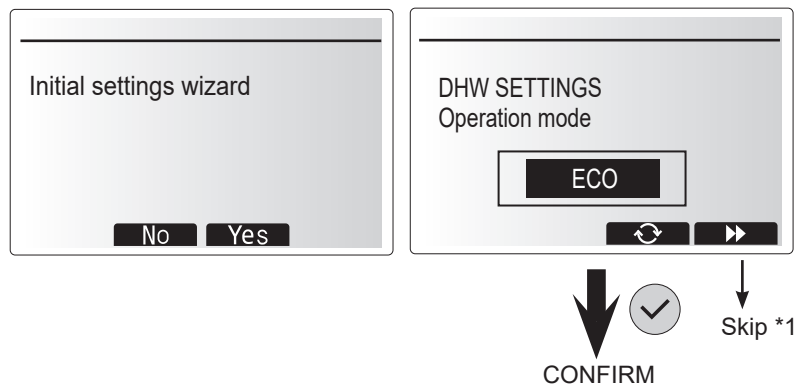 Initial settings wizard
No Yes
DHW SETTINGS
Operation mode
ECO
Skip *1
CONFIRM